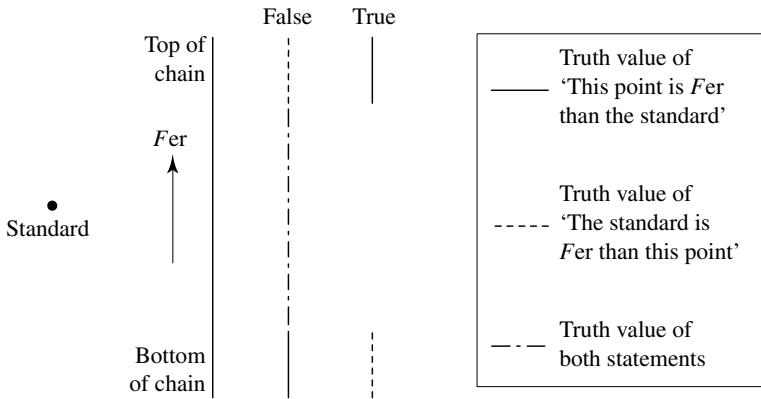 False
True
Top of
chain
Fer
Standard
Bottom
of chain
Truth value of
‘This point is Fer
than the standard’
Truth value of
‘The standard is
Fer than this point’
Truth value of
both statements